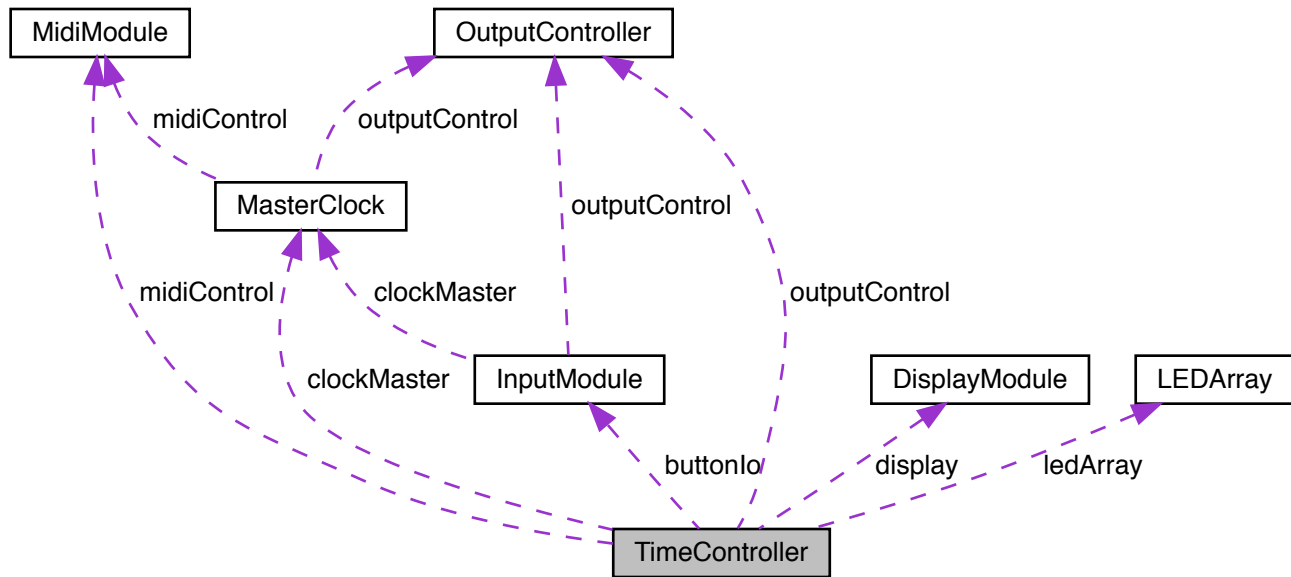 MidiModule
OutputController
midiControl
outputControl
MasterClock
outputControl
midiControl
clockMaster
outputControl
clockMaster
InputModule
DisplayModule
LEDArray
buttonIo
display
ledArray
TimeController